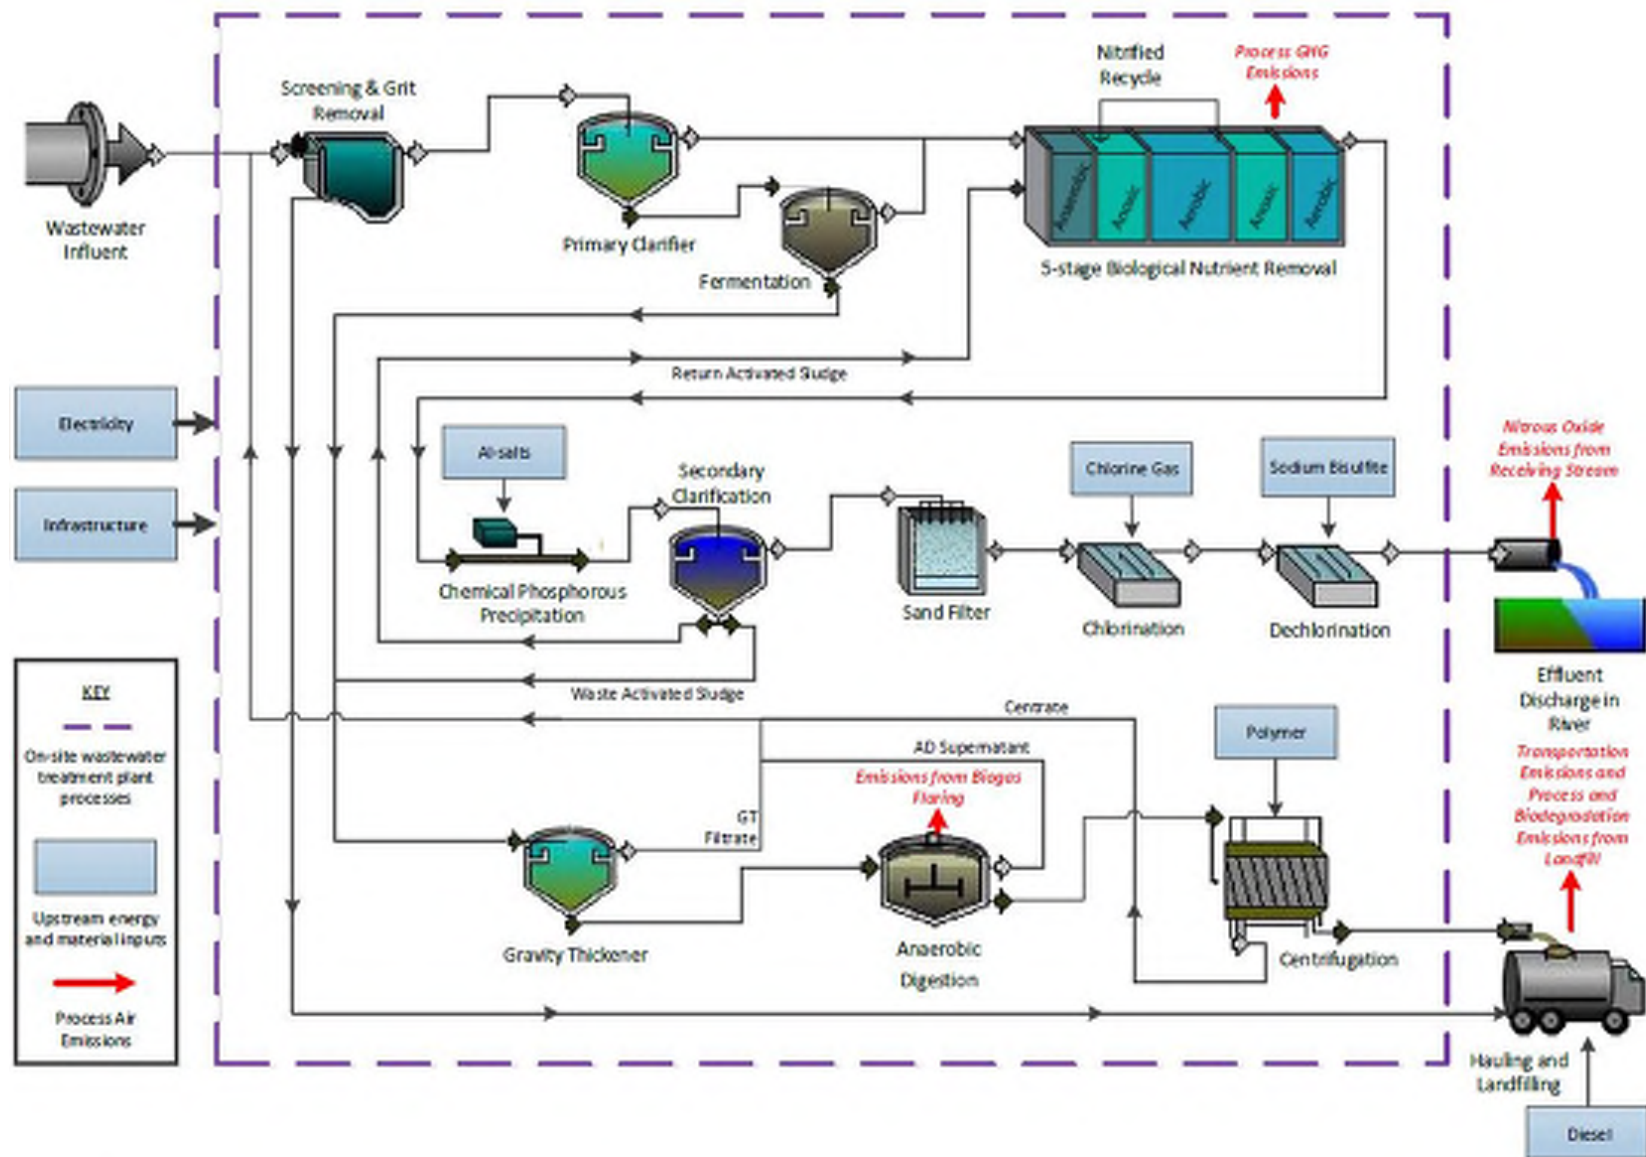 Nitrified
Recycle
Process GHG
Emissions
Screening & Grit
Removal
Wastewater
Influent
Primary Clarifier
Fermentation
Anaerobic
Anoxic
Aerobic
Anoxic
Aerobic
5-stage Biological Nutrient Removal
Return Activated Sludge
Electricity
Infrastructure
Al-salts
Secondary
Clarification
Chlorine Gas
Sodium Bisulfite
Nitrous Oxide
Emissions from
Receiving Stream
Chemical Phosphorous
Precipitation
Sand Filter
Chlorination
Dechlorination
Effluent
Discharge in
River
Waste Activated Sludge
Centrate
AD Supernatant
Emissions from Biogas
Flaring
GT
Filtrate
Polymer
Transportation
Emissions and
Process and
Biodegradation
Emissions from
Landfill
Gravity Thickener
Anaerobic
Digestion
Centrifugation
Hauling and
Landfilling
Diesel
KEY
On-site wastewater
treatment plant
processes
Upstream energy
and material inputs
Process Air
Emissions